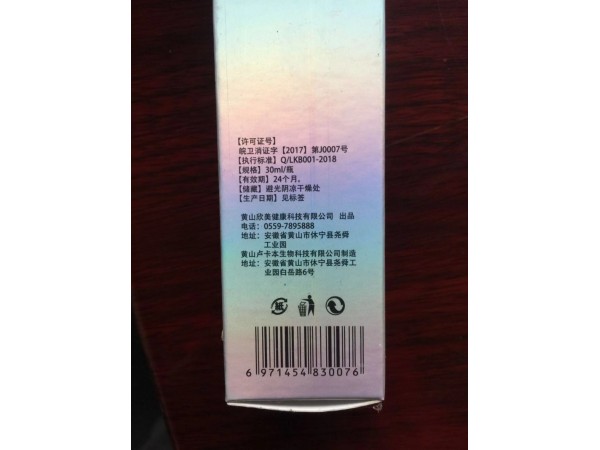 【许可证号】
皖卫消证字【2017】第J0007号
【执行标准】Q/LKB001-2018
【规格】30ml/瓶
【有效期】24个月。
【储藏】避光阴凉干燥处
【生产日期】见标签
黄山欣美健康科技有限公司 出品
电话：0559-7895888
地址：安徽省黄山市休宁县尧舜
工业园
黄山卢卡本生物科技有限公司制造
地址：安徽省黄山市休宁县尧舜工
业园白岳路6号
紙
6 971454 830076